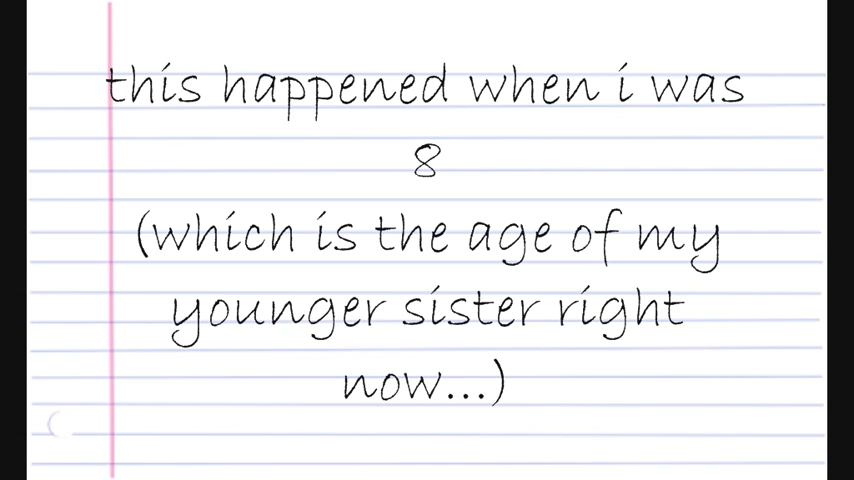 this happened when i was
8
(which is the age of my
younger sister right
now...)